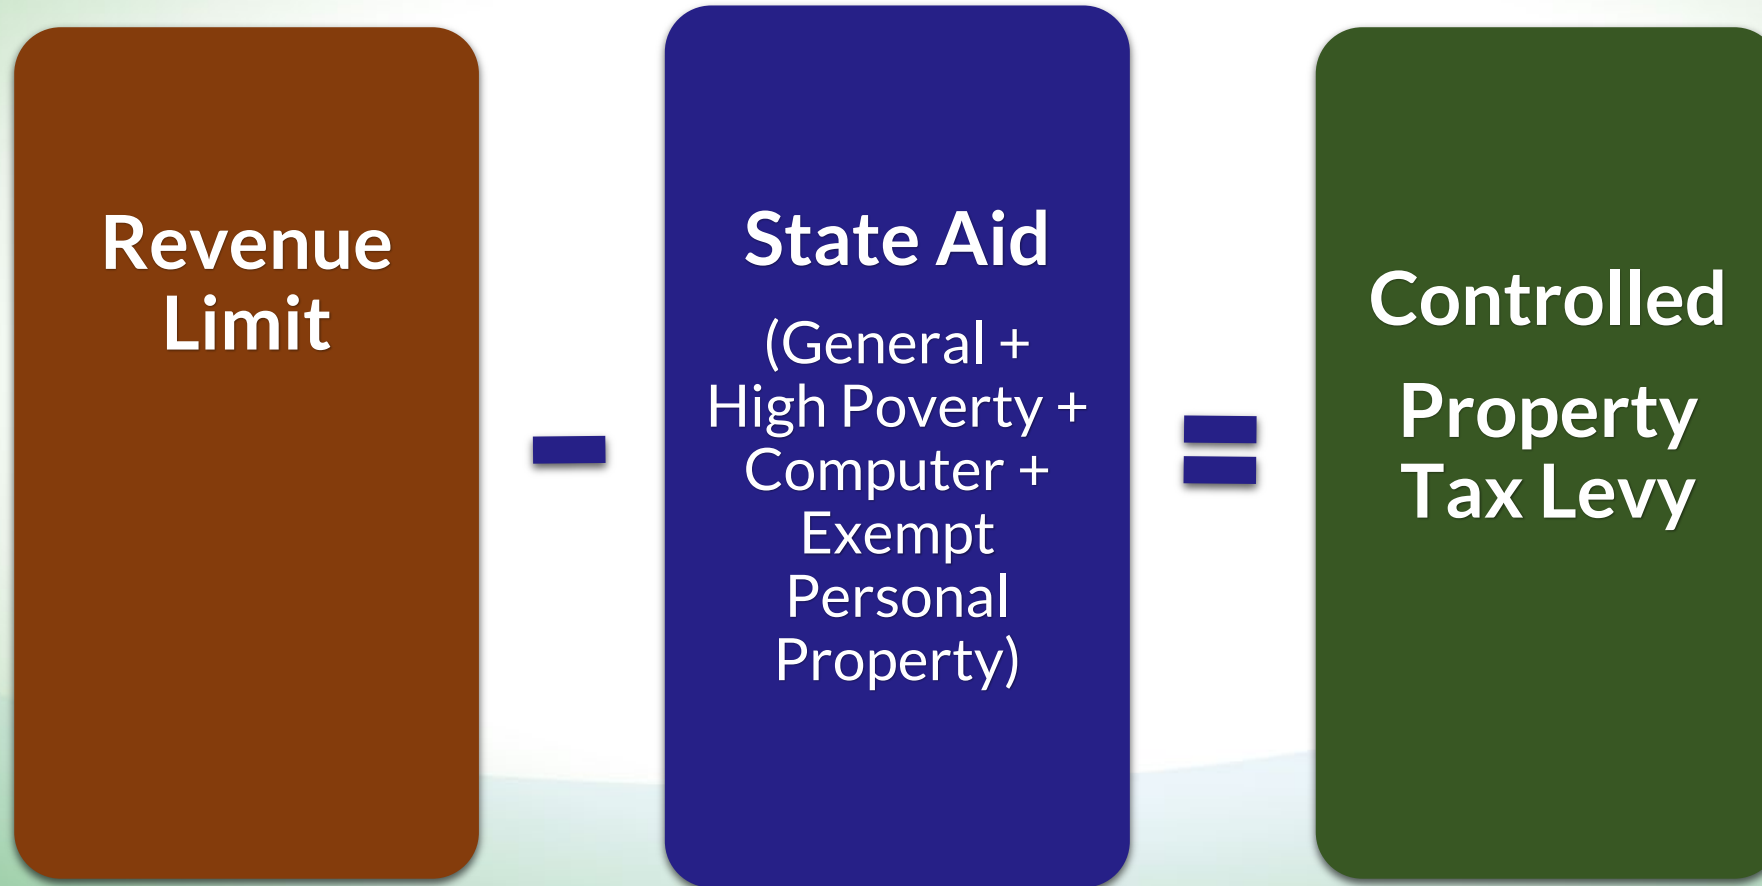 Revenue
Limit
-
State Aid
(General +
High Poverty +
Computer +
Exempt
Personal
Property)
=
Controlled
Property
Tax Levy